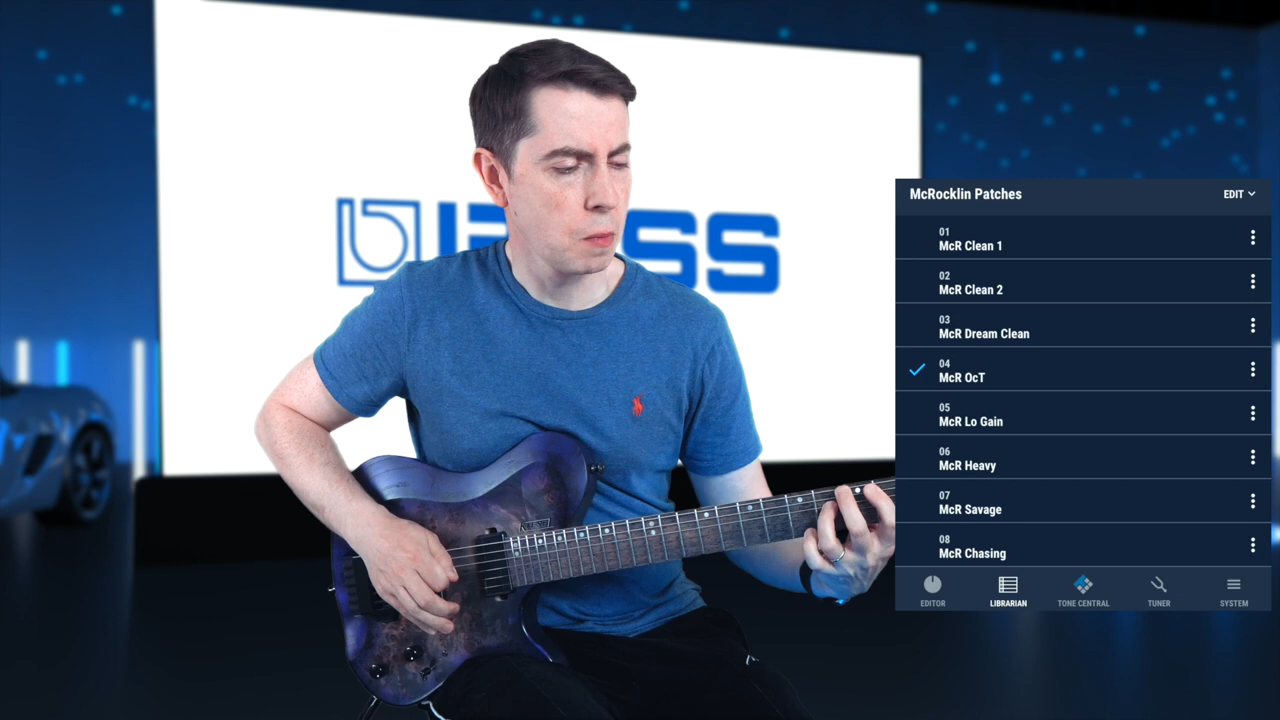 BOSS
McRocklin Patches
EDIT
01
McR Clean 1
02
McR Clean 2
03
McR Dream Clean
04
McR OcT
05
McR Lo Gain
06
McR Heavy
07
McR Savage
08
McR Chasing
EDITOR
LIBRARIAN
TONE CENTRAL
TUNER
SYSTEM